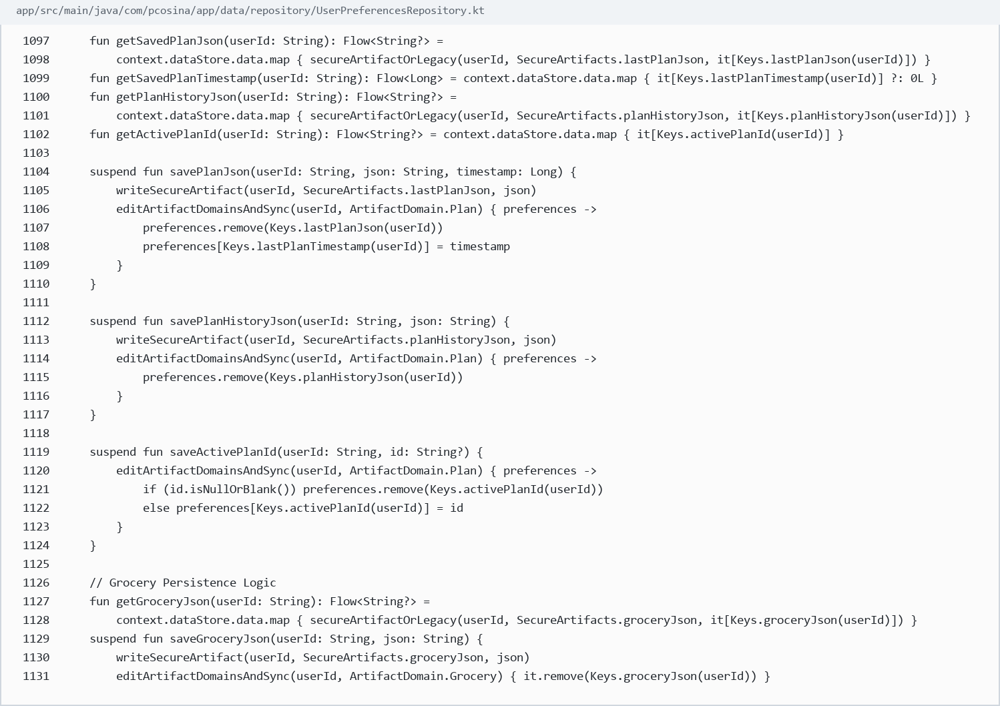 app/src/main/java/com/pcosina/app/data/repository/UserPreferencesRepository.kt
1097      fun getSavedPlanJson(userId: String): Flow<String?> =
1098          context.dataStore.data.map { secureArtifactOrLegacy(userId, SecureArtifacts.lastPlanJson, it[Keys.lastPlanJson(userId)]) }
1099      fun getSavedPlanTimestamp(userId: String): Flow<Long> = context.dataStore.data.map { it[Keys.lastPlanTimestamp(userId)] ?: 0L }
1100      fun getPlanHistoryJson(userId: String): Flow<String?> =
1101          context.dataStore.data.map { secureArtifactOrLegacy(userId, SecureArtifacts.planHistoryJson, it[Keys.planHistoryJson(userId)]) }
1102      fun getActivePlanId(userId: String): Flow<String?> = context.dataStore.data.map { it[Keys.activePlanId(userId)] }
1103
1104      suspend fun savePlanJson(userId: String, json: String, timestamp: Long) {
1105          writeSecureArtifact(userId, SecureArtifacts.lastPlanJson, json)
1106          editArtifactDomainsAndSync(userId, ArtifactDomain.Plan) { preferences ->
1107              preferences.remove(Keys.lastPlanJson(userId))
1108              preferences[Keys.lastPlanTimestamp(userId)] = timestamp
1109          }
1110      }
1111
1112      suspend fun savePlanHistoryJson(userId: String, json: String) {
1113          writeSecureArtifact(userId, SecureArtifacts.planHistoryJson, json)
1114          editArtifactDomainsAndSync(userId, ArtifactDomain.Plan) { preferences ->
1115              preferences.remove(Keys.planHistoryJson(userId))
1116          }
1117      }
1118
1119      suspend fun saveActivePlanId(userId: String, id: String?) {
1120          editArtifactDomainsAndSync(userId, ArtifactDomain.Plan) { preferences ->
1121              if (id.isNullOrBlank()) preferences.remove(Keys.activePlanId(userId))
1122              else preferences[Keys.activePlanId(userId)] = id
1123          }
1124      }
1125
1126      // Grocery Persistence Logic
1127      fun getGroceryJson(userId: String): Flow<String?> =
1128          context.dataStore.data.map { secureArtifactOrLegacy(userId, SecureArtifacts.groceryJson, it[Keys.groceryJson(userId)]) }
1129      suspend fun saveGroceryJson(userId: String, json: String) {
1130          writeSecureArtifact(userId, SecureArtifacts.groceryJson, json)
1131          editArtifactDomainsAndSync(userId, ArtifactDomain.Grocery) { it.remove(Keys.groceryJson(userId)) }